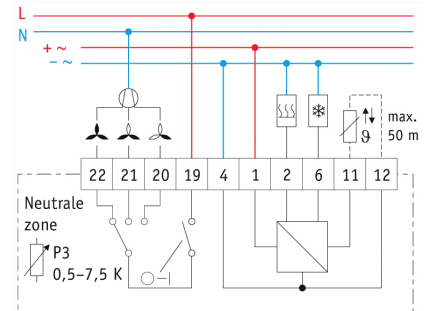 L
N
+ ~
– ~
ϑ
max.
50 m
22 21 20 19 4 1 2 6 11 12
Neutrale
zone
P3
0,5–7,5 K